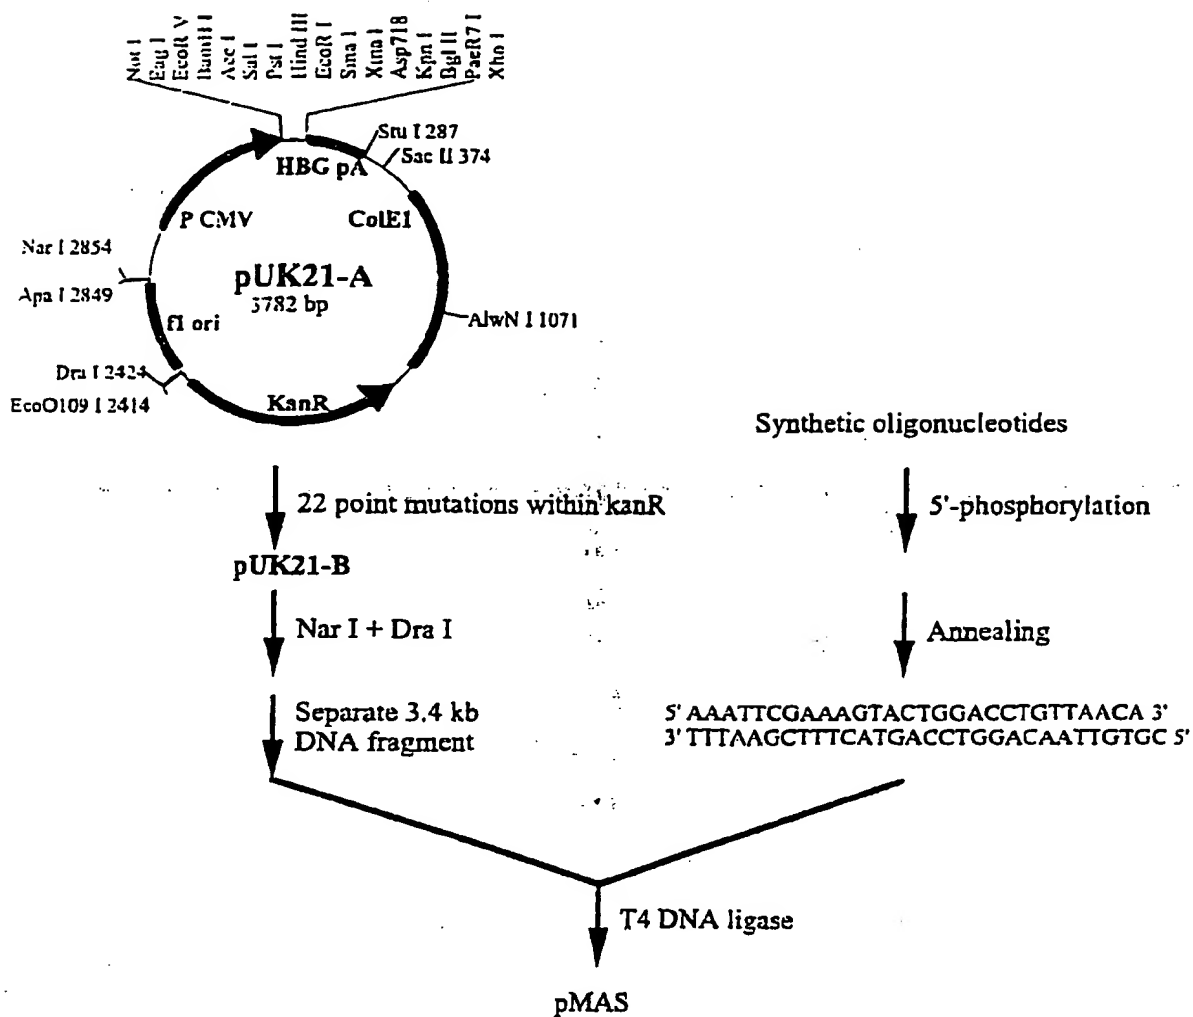 Not I
Eag I
EcoR V
BamH I
Acc I
Sal I
Pst I
Hind III
EcoR I
Sma I
Xma I
Asp718
Kpn I
Bgl II
PaeR7 I
Xho I
Stu I 287
Sac II 374
HBG pA
P CMV
ColE1
Nar I 2854
pUK21-A
3782 bp
Apa I 2849
f1 ori
AlwN I 1071
Dra I 2424
EcoO109 I 2414
KanR
Synthetic oligonucleotides
22 point mutations within kanR
5'-phosphorylation
pUK21-B
Nar I + Dra I
Annealing
Separate 3.4 kb
DNA fragment
5' AAATTCGAAAGTACTGGACCTGTTAACA 3'
3' TTTAAGCTTTCATGACCTGGACAATTGTGC 5'
T4 DNA ligase
pMAS